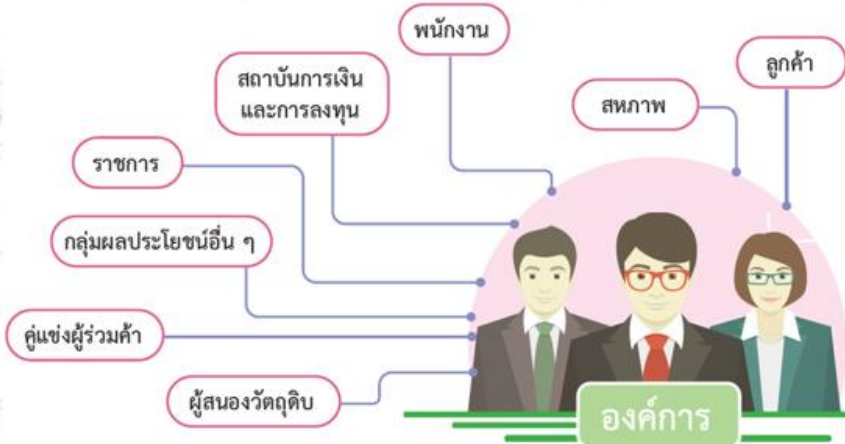 พนักงาน
ลูกค้า
สถาบันการเงิน
และการลงทุน
สหภาพ
ราชการ
กลุ่มผลประโยชน์อื่น ๆ
คู่แข่งผู้ร่วมค้า
ผู้สนองวัตถุดิบ
องค์การ